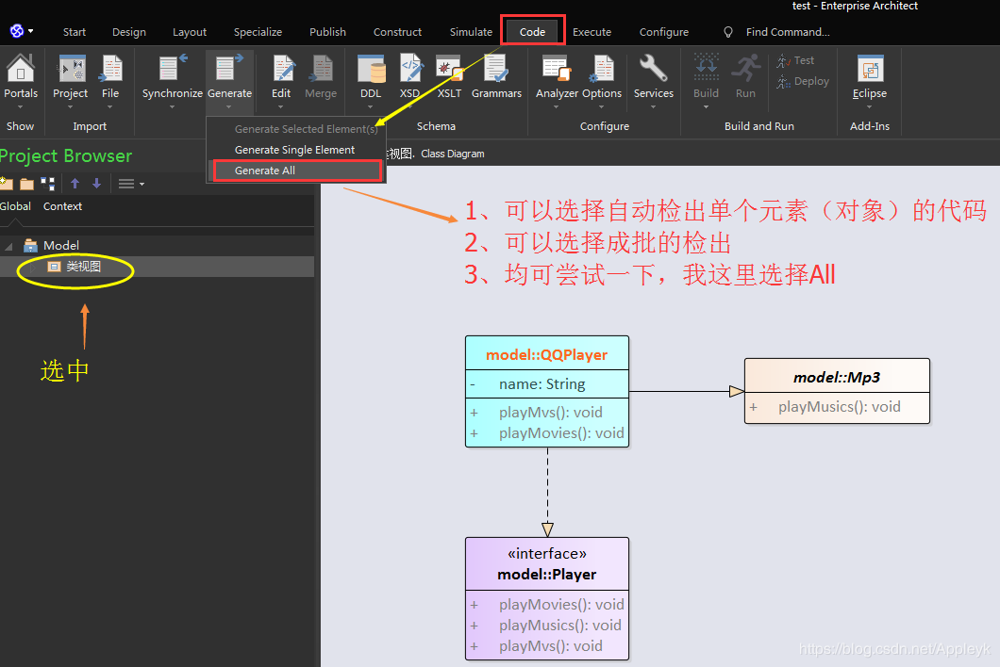 test - Enterprise Architect
Start Design Layout Specialize Publish Construct Simulate Code Execute Configure Find Command...
Portals Project File Synchronize Generate Edit Merge DDL XSD XSLT Grammars Analyzer Options Services Build Run Test Deploy Eclipse
Show Import Schema Configure Build and Run Add-Ins
Generate Selected Element(s)
Generate Single Element
Generate All
Project Browser
类视图. Class Diagram
Global Context
Model
类视图
选中
1、可以选择自动检出单个元素（对象）的代码
2、可以选择成批的检出
3、均可尝试一下，我这里选择All
model::QQPlayer
- name: String
+ playMvs(): void
+ playMovies(): void
model::Mp3
+ playMusics(): void
«interface»
model::Player
+ playMovies(): void
+ playMusics(): void
+ playMvs(): void
https://blog.csdn.net/Appleyk